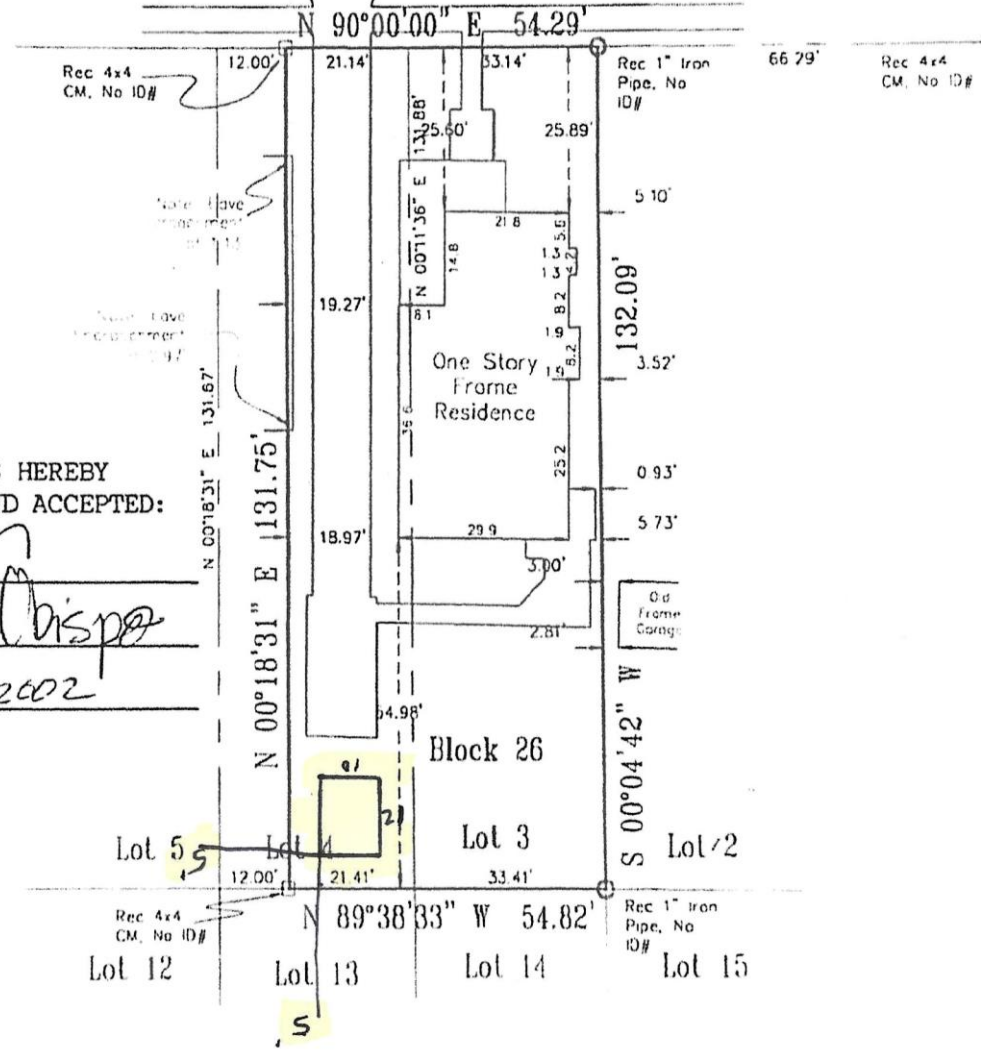 N 90°00'00" E 54.29'
12.00' 21.14' 33.14' 66.79'
Rec 4x4
CM, No ID#
Rec 1" Iron
Pipe, No
ID#
Rec 4x4
CM, No ID#
N 00°11'36" E 131.88'
25.60' 25.89'
5.10'
21.8
5.6
14.8
1.3
4.2
1.3
8.2
19.27'
8.1
1.9
8.2
1.9
132.09'
3.52'
One Story
Frame
Residence
N 00°18'31" E 131.67'
36.6
25.2
HEREBY
D ACCEPTED:
0.93'
N 00°18'31" E 131.75'
18.97'
29.9
5.73'
3.00'
Old
Frame
Garage
2.81'
Obispo
2002
54.98'
Block 26
S 00°04'42" W
Lot 5
Lot 4
Lot 3
Lot 2
5
12.00' 21.41' 33.41'
Rec 4x4
CM, No ID#
N 89°38'33" W 54.82'
Rec 1" Iron
Pipe, No
ID#
Lot 12
Lot 13
Lot 14
Lot 15
5